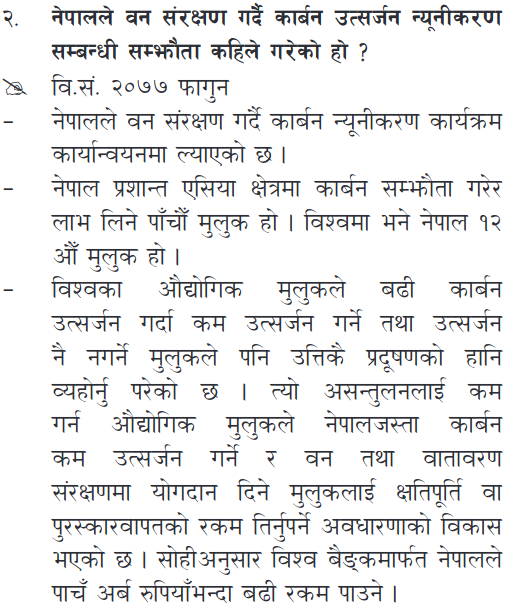 २. नेपालले वन संरक्षण गर्दै कार्बन उत्सर्जन न्यूनीकरण
सम्बन्धी सम्झौता कहिले गरेको हो ?
वि.सं. २०७७ फागुन
– नेपालले वन संरक्षण गर्दै कार्बन न्यूनीकरण कार्यक्रम
कार्यान्वयनमा ल्याएको छ ।
– नेपाल प्रशान्त एसिया क्षेत्रमा कार्बन सम्झौता गरेर
लाभ लिने पाँचौँ मुलुक हो । विश्वमा भने नेपाल १२
औँ मुलुक हो ।
– विश्वका औद्योगिक मुलुकले बढी कार्बन
उत्सर्जन गर्दा कम उत्सर्जन गर्ने तथा उत्सर्जन
नै नगर्ने मुलुकले पनि उत्तिकै प्रदूषणको हानि
व्यहोर्नु परेको छ । त्यो असन्तुलनलाई कम
गर्न औद्योगिक मुलुकले नेपालजस्ता कार्बन
कम उत्सर्जन गर्ने र वन तथा वातावरण
संरक्षणमा योगदान दिने मुलुकलाई क्षतिपूर्ति वा
पुरस्कारवापतको रकम तिर्नुपर्ने अवधारणाको विकास
भएको छ । सोहीअनुसार विश्व बैङ्कमार्फत नेपालले
पाचँ अर्ब रुपियाँभन्दा बढी रकम पाउने ।